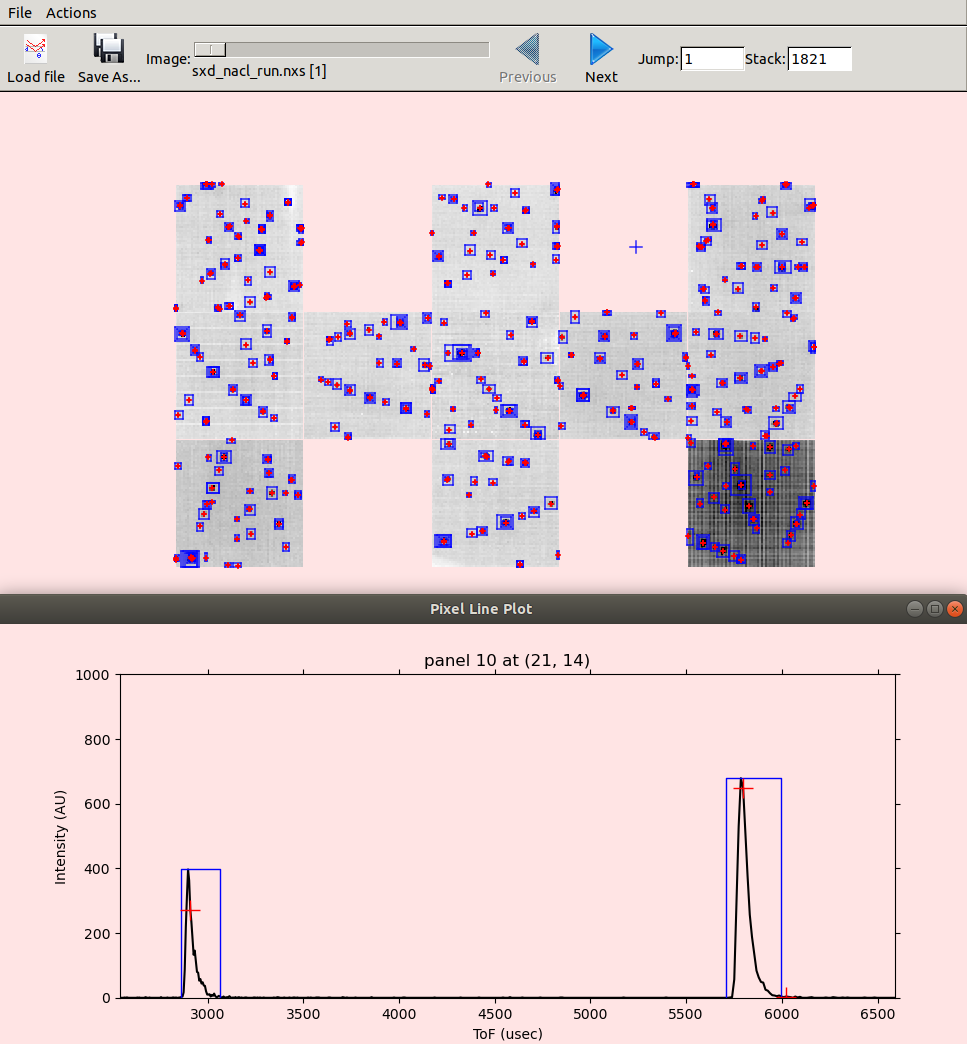 File Actions
Load file Save As... Image: sxd_nacl_run.nxs [1] Previous Next Jump: 1 Stack: 1821
Pixel Line Plot
panel 10 at (21, 14)
1000
800
600
400
200
0
Intensity (AU)
3000 3500 4000 4500 5000 5500 6000 6500
ToF (usec)